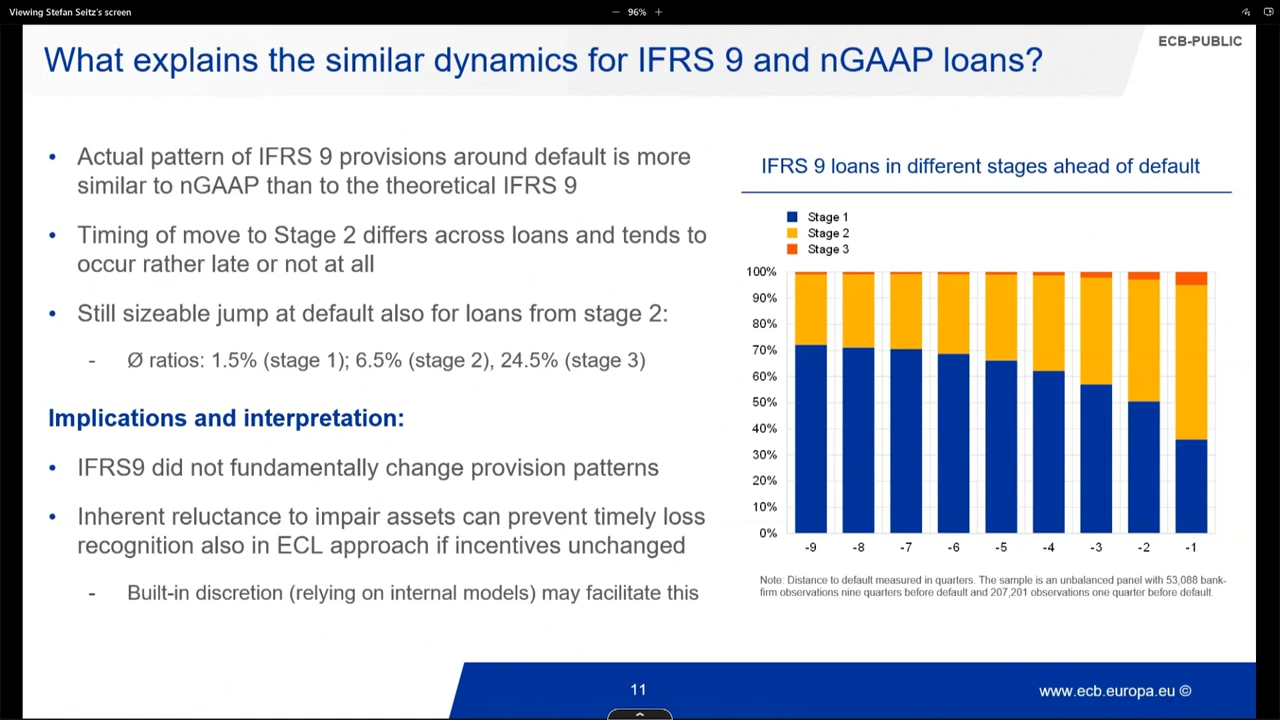 Viewing Stefan Seitz's screen
− 96% +
ECB-PUBLIC
What explains the similar dynamics for IFRS 9 and nGAAP loans?
• Actual pattern of IFRS 9 provisions around default is more
similar to nGAAP than to the theoretical IFRS 9
• Timing of move to Stage 2 differs across loans and tends to
occur rather late or not at all
• Still sizeable jump at default also for loans from stage 2:
- Ø ratios: 1.5% (stage 1); 6.5% (stage 2), 24.5% (stage 3)
Implications and interpretation:
• IFRS9 did not fundamentally change provision patterns
• Inherent reluctance to impair assets can prevent timely loss
recognition also in ECL approach if incentives unchanged
- Built-in discretion (relying on internal models) may facilitate this
IFRS 9 loans in different stages ahead of default
Stage 1
Stage 2
Stage 3
100%
90%
80%
70%
60%
50%
40%
30%
20%
10%
0%
-9 -8 -7 -6 -5 -4 -3 -2 -1
Note: Distance to default measured in quarters. The sample is an unbalanced panel with 53,088 bank-
firm observations nine quarters before default and 207,201 observations one quarter before default.
11
www.ecb.europa.eu ©